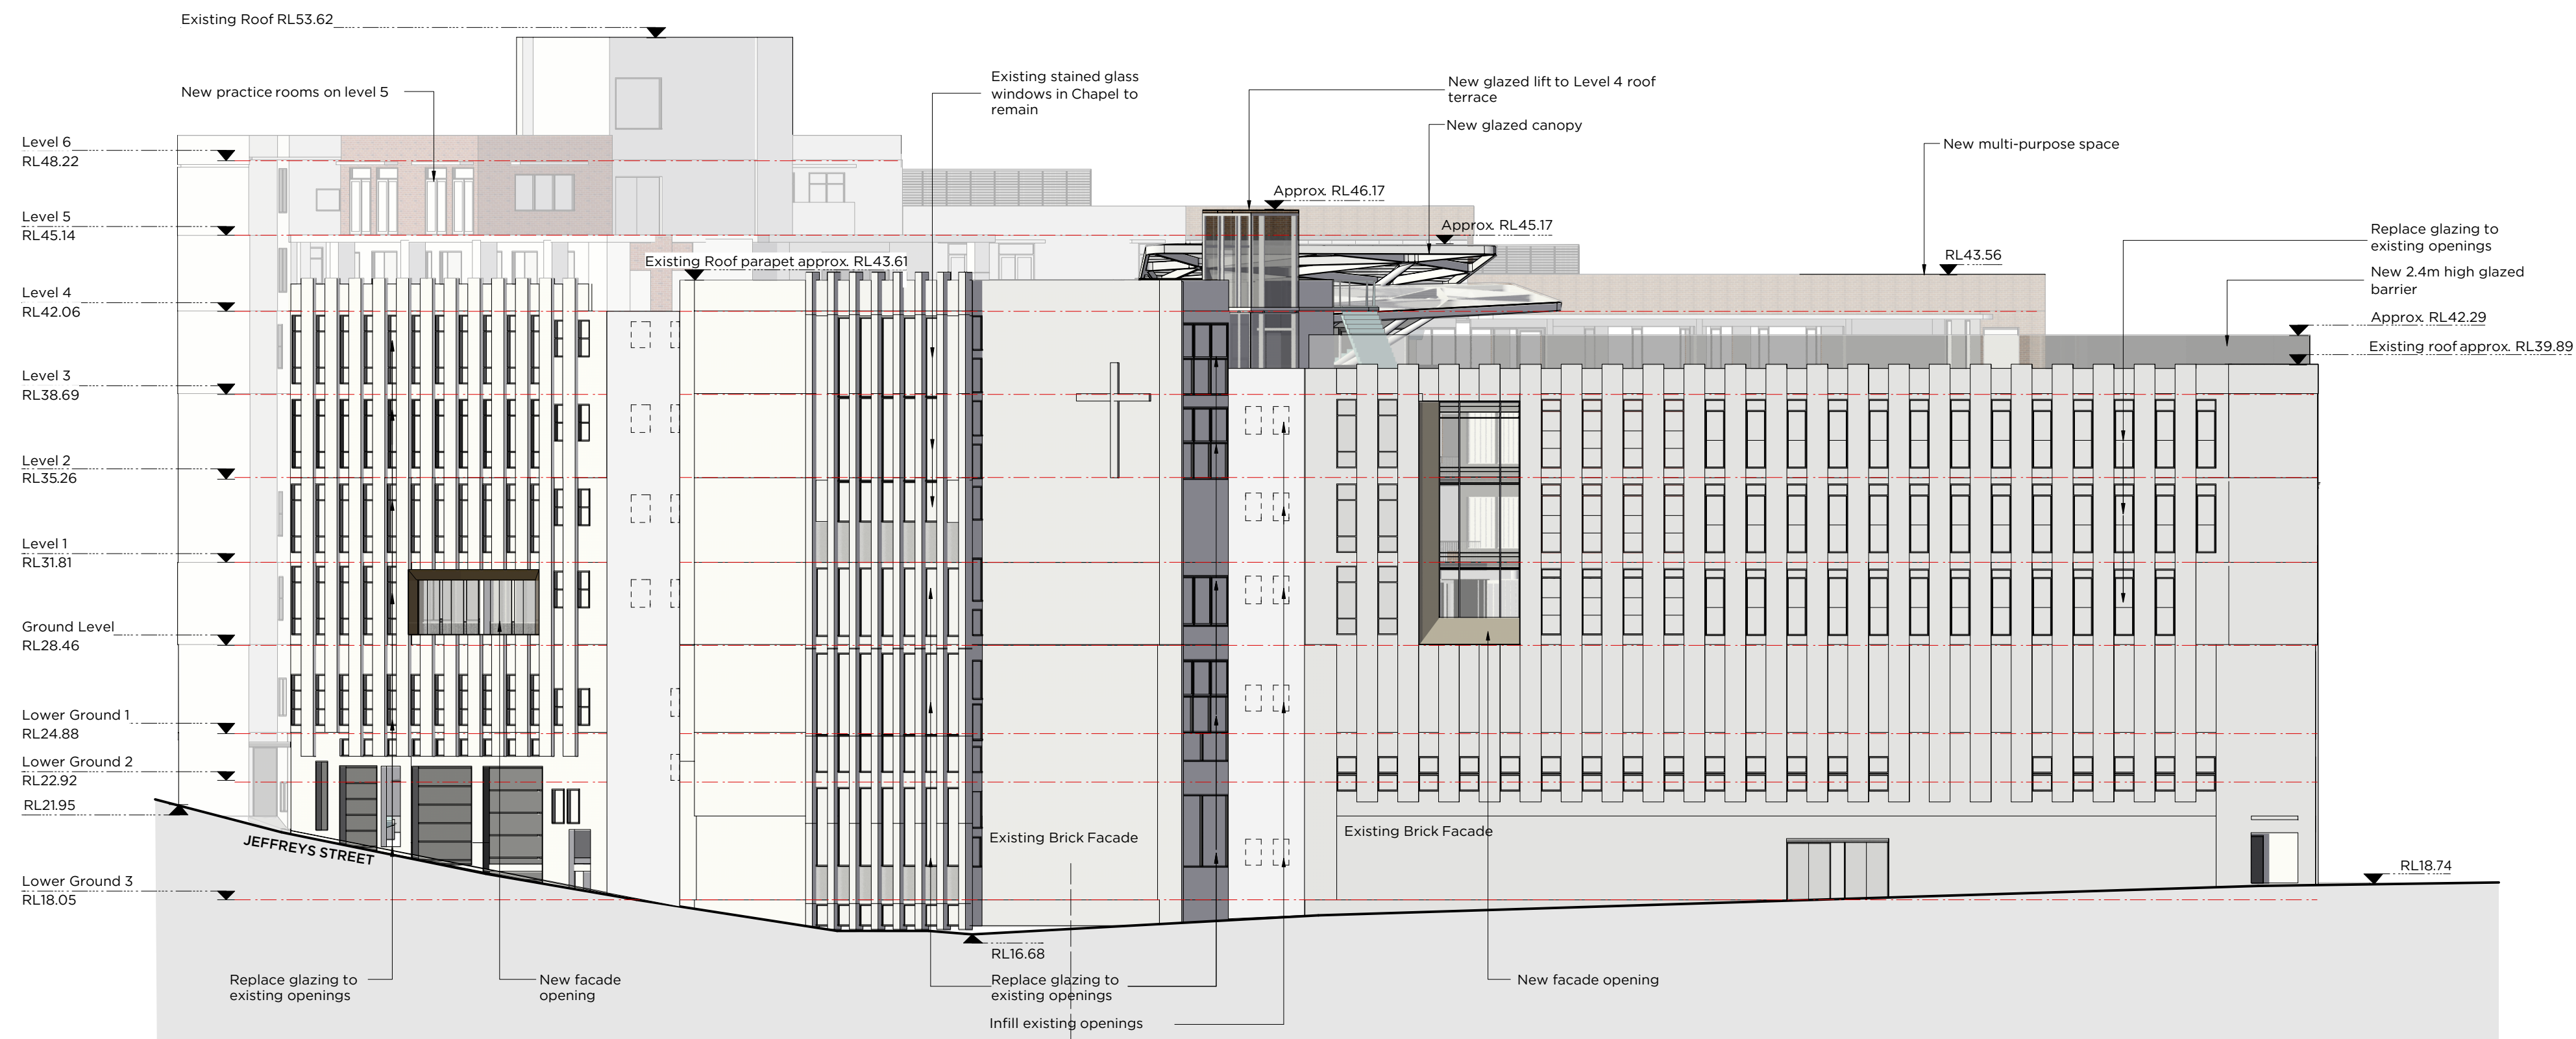 Existing Roof RL53.62
New practice rooms on level 5
Existing stained glass
windows in Chapel to
remain
New glazed lift to Level 4 roof
terrace
New glazed canopy
New multi-purpose space
Level 6
RL48.22
Approx. RL46.17
Level 5
RL45.14
Approx. RL45.17
Replace glazing to
existing openings
Existing Roof parapet approx. RL43.61
RL43.56
New 2.4m high glazed
barrier
Level 4
RL42.06
Approx. RL42.29
Existing roof approx. RL39.89
Level 3
RL38.69
Level 2
RL35.26
Level 1
RL31.81
Ground Level
RL28.46
Lower Ground 1
RL24.88
Lower Ground 2
RL22.92
RL21.95
JEFFREYS STREET
Existing Brick Facade
Existing Brick Facade
Lower Ground 3
RL18.05
RL18.74
RL16.68
Replace glazing to
existing openings
New facade
opening
Replace glazing to
existing openings
New facade opening
Infill existing openings